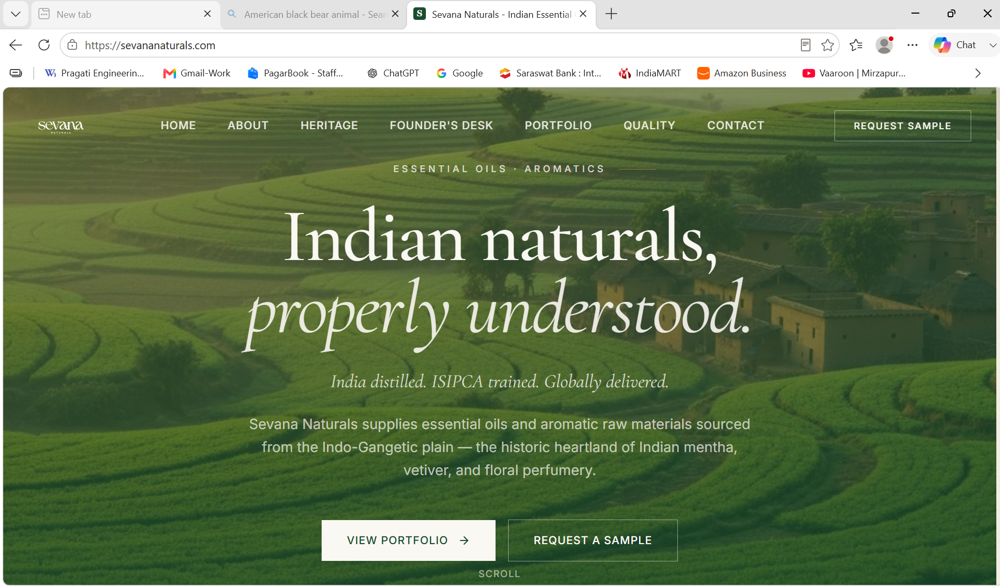 New tab
American black bear animal - Sear
Sevana Naturals - Indian Essential
https://sevananaturals.com
Chat
Pragati Engineerin...
Gmail-Work
PagarBook - Staff...
ChatGPT
Google
Saraswat Bank : Int...
IndiaMART
Amazon Business
Vaaroon | Mirzapur...
sevana
NATURALS
HOME
ABOUT
HERITAGE
FOUNDER'S DESK
PORTFOLIO
QUALITY
CONTACT
REQUEST SAMPLE
ESSENTIAL OILS · AROMATICS
Indian naturals,
properly understood.
India distilled. ISIPCA trained. Globally delivered.
Sevana Naturals supplies essential oils and aromatic raw materials sourced
from the Indo-Gangetic plain — the historic heartland of Indian mentha,
vetiver, and floral perfumery.
VIEW PORTFOLIO →
REQUEST A SAMPLE
SCROLL